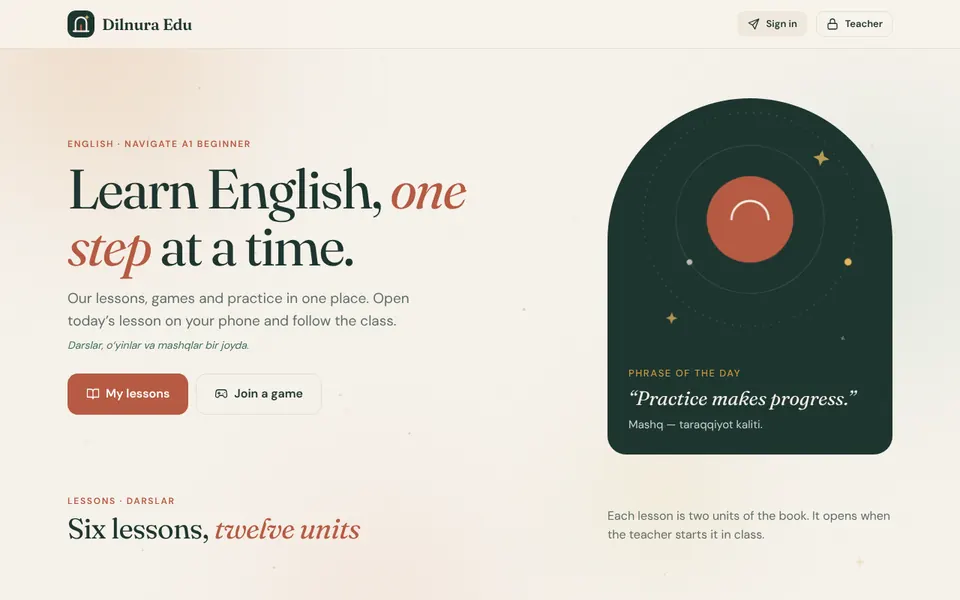 Dilnura Edu
Sign in
Teacher
ENGLISH · NAVIGATE A1 BEGINNER
Learn English, one
step at a time.
Our lessons, games and practice in one place. Open
today’s lesson on your phone and follow the class.
Darslar, o‘yinlar va mashqlar bir joyda.
My lessons
Join a game
PHRASE OF THE DAY
“Practice makes progress.”
Mashq — taraqqiyot kaliti.
LESSONS · DARSLAR
Six lessons, twelve units
Each lesson is two units of the book. It opens when
the teacher starts it in class.